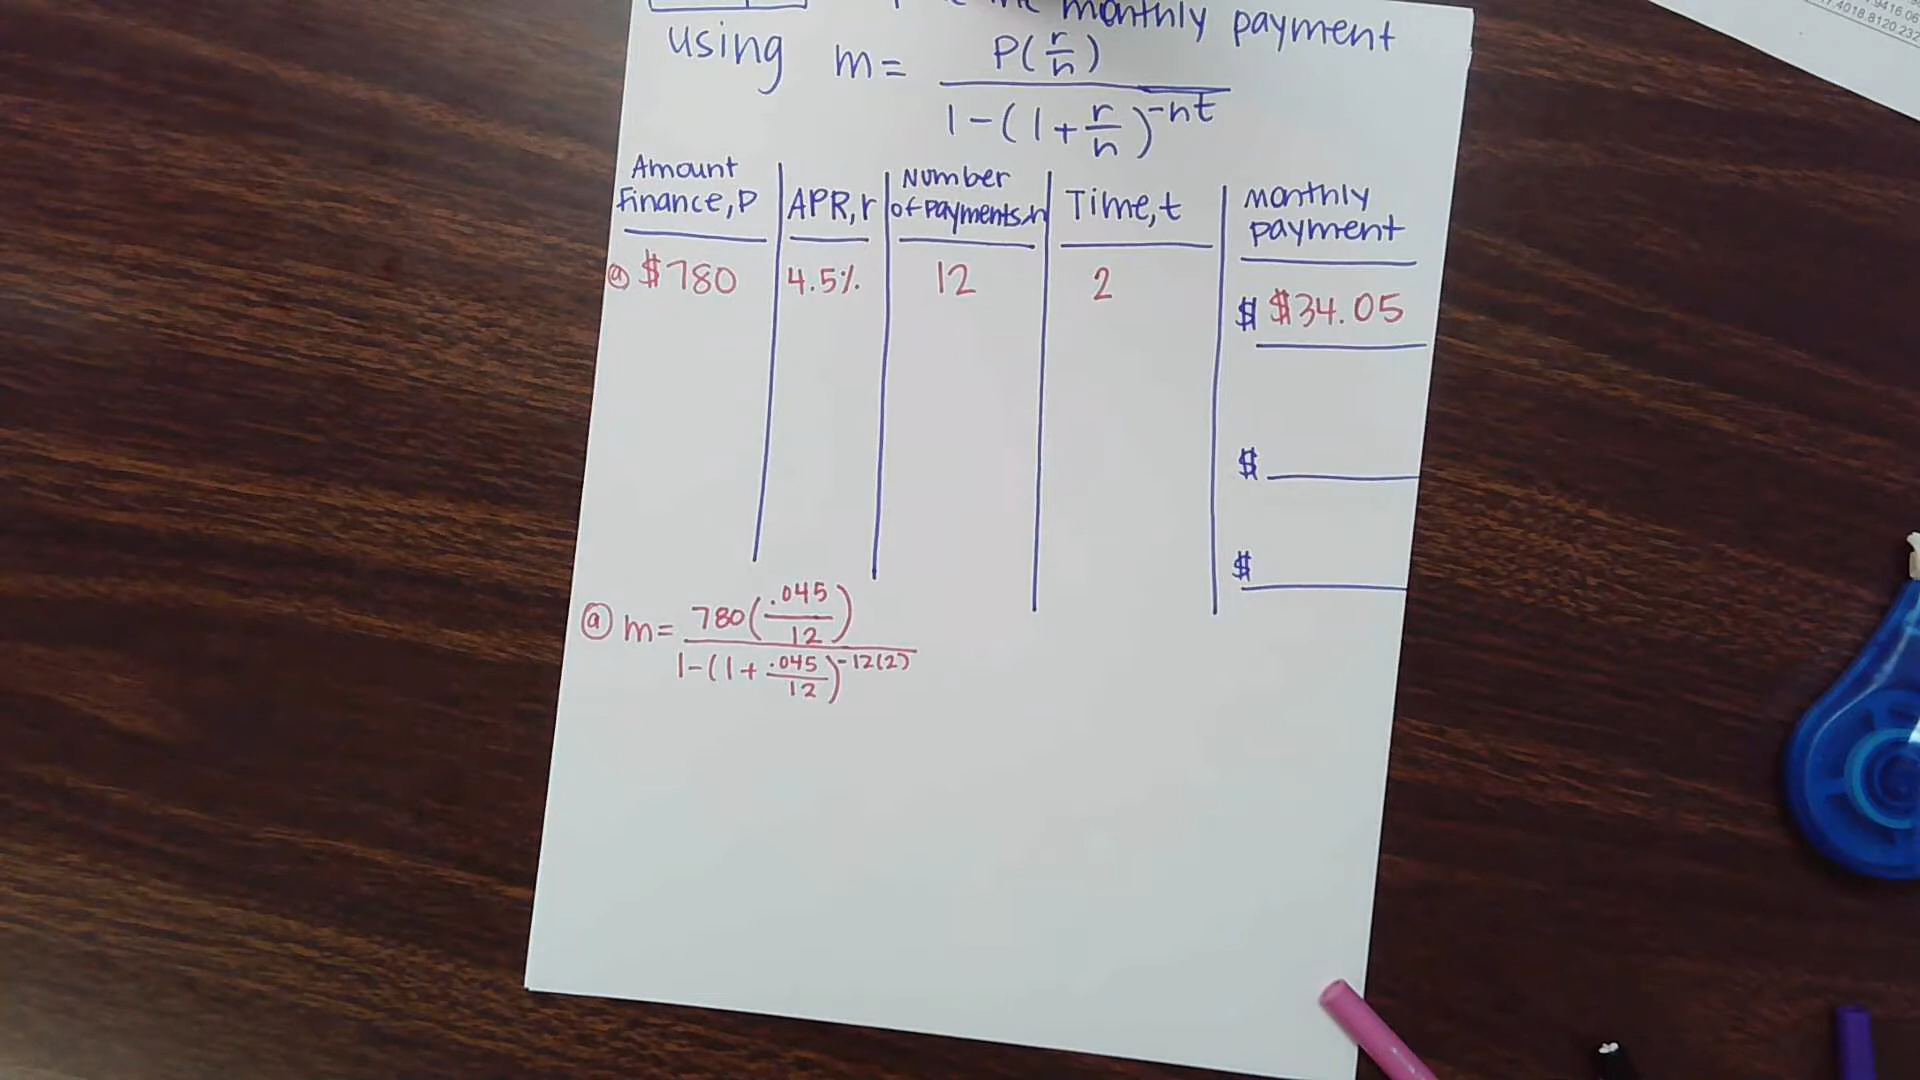 the monthly payment
using m= P(r/n) / 1-(1+r/n)^-nt
Amount Finance, P | APR, r | Number of payments, n | Time, t | monthly payment
ⓐ $780 | 4.5% | 12 | 2 | $ $34.05
$
$
ⓐ m= 780(.045/12) / 1-(1+.045/12)^-12(2)